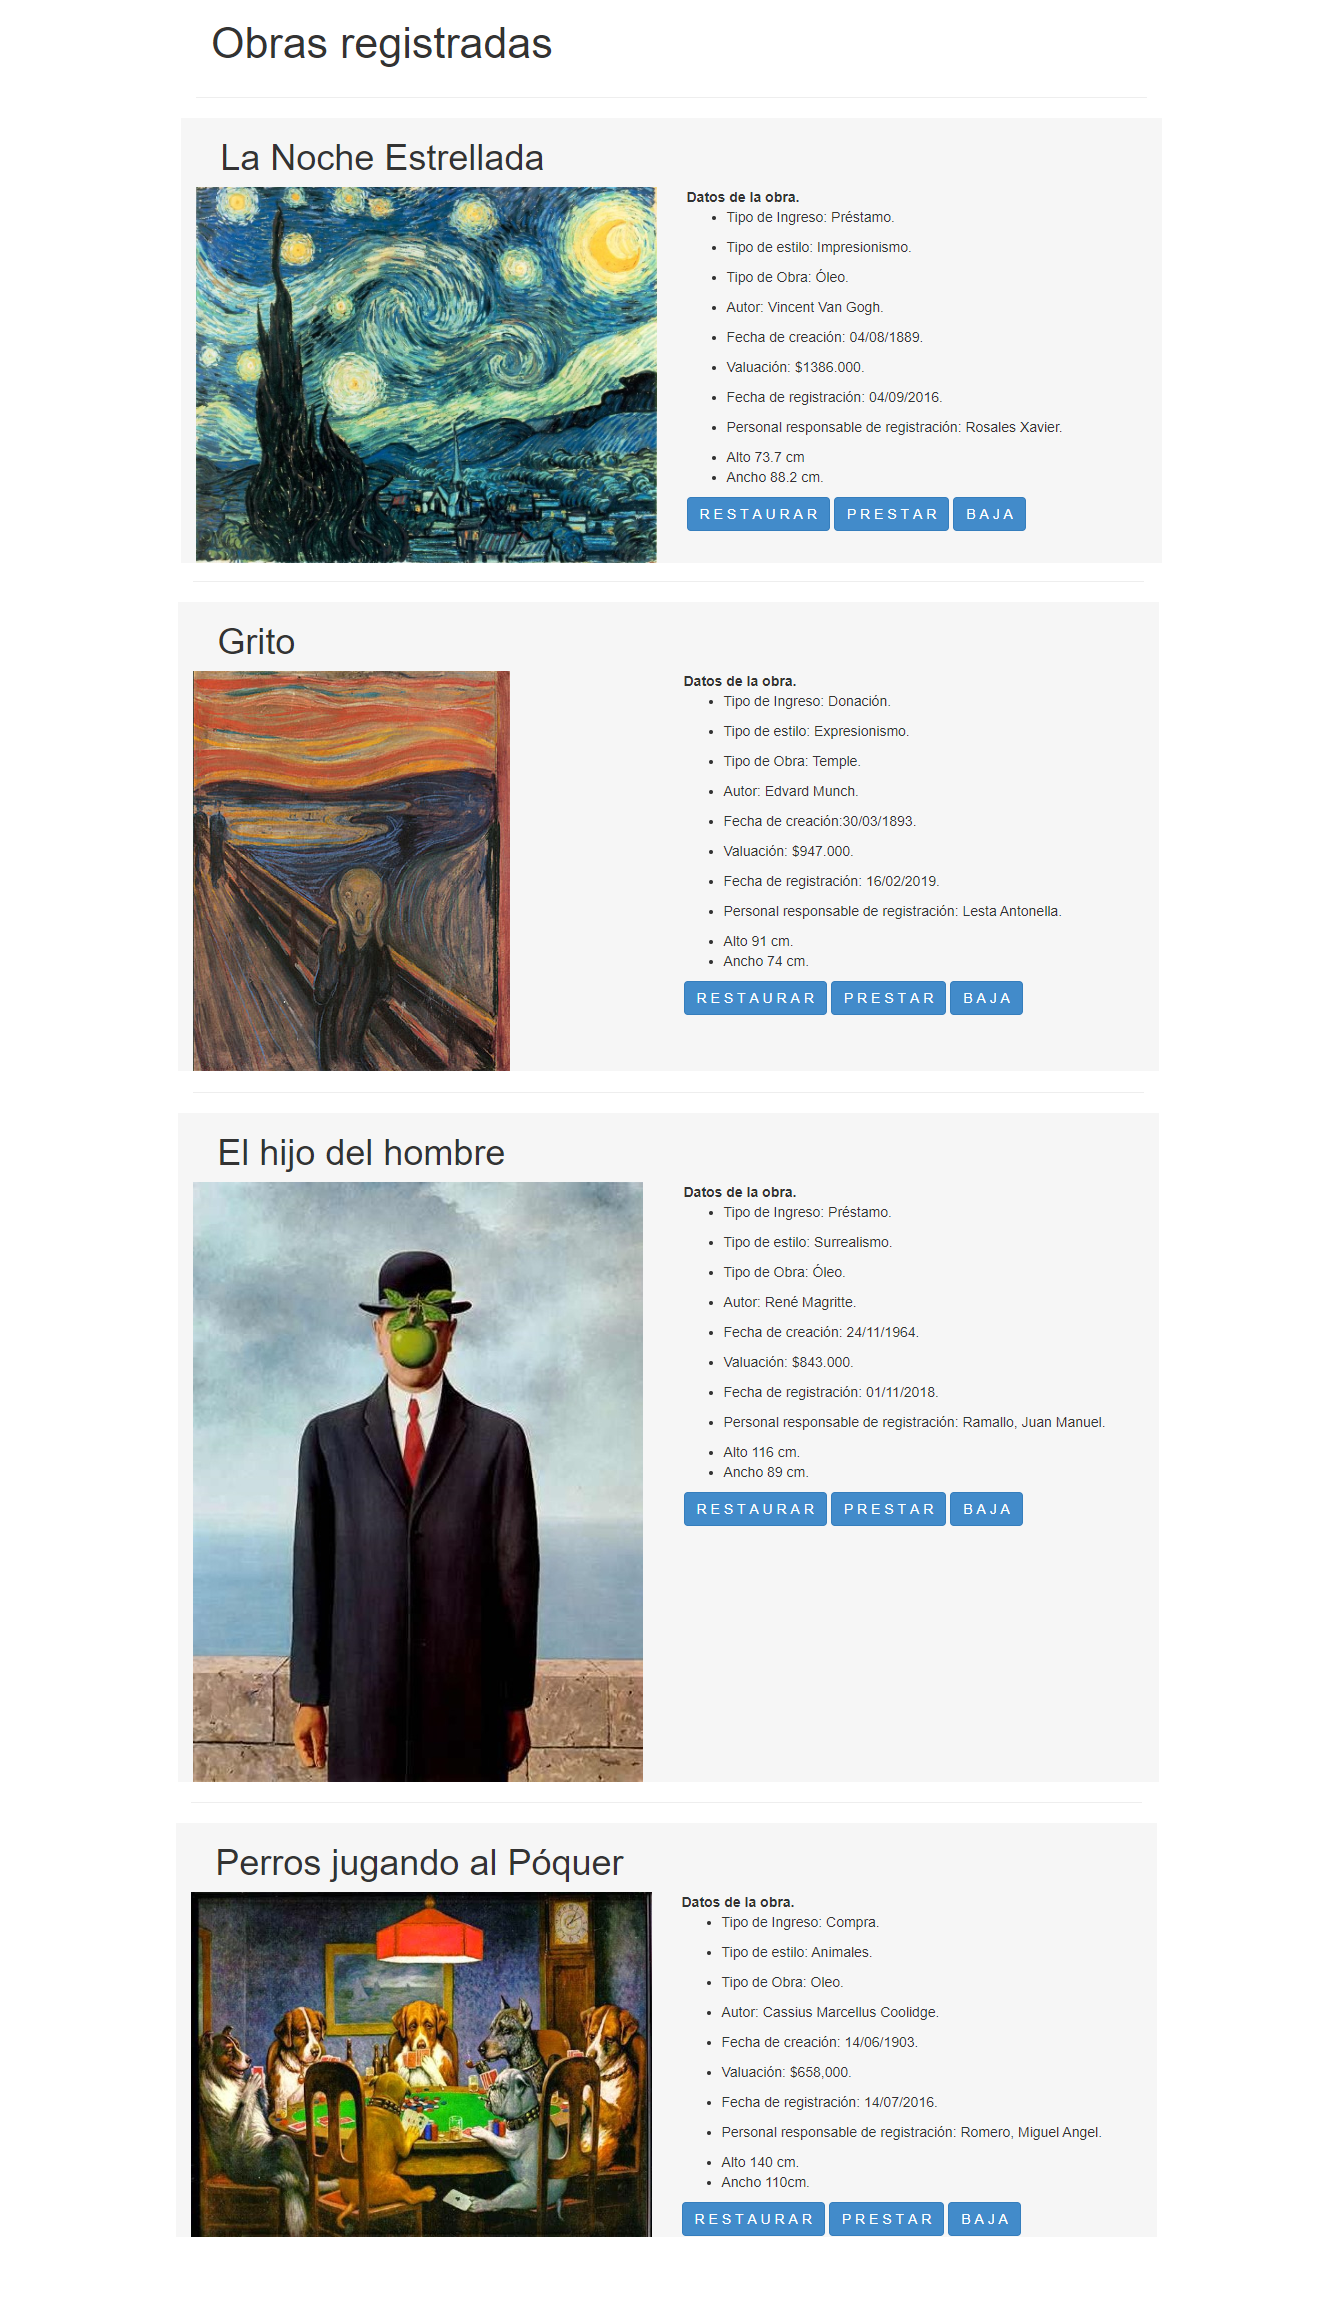 Obras registradas
La Noche Estrellada
Datos de la obra.
Tipo de Ingreso: Préstamo.
Tipo de estilo: Impresionismo.
Tipo de Obra: Óleo.
Autor: Vincent Van Gogh.
Fecha de creación: 04/08/1889.
Valuación: $1386.000.
Fecha de registración: 04/09/2016.
Personal responsable de registración: Rosales Xavier.
Alto 73.7 cm
Ancho 88.2 cm.
RESTAURAR PRESTAR BAJA
Grito
Datos de la obra.
Tipo de Ingreso: Donación.
Tipo de estilo: Expresionismo.
Tipo de Obra: Temple.
Autor: Edvard Munch.
Fecha de creación:30/03/1893.
Valuación: $947.000.
Fecha de registración: 16/02/2019.
Personal responsable de registración: Lesta Antonella.
Alto 91 cm.
Ancho 74 cm.
RESTAURAR PRESTAR BAJA
El hijo del hombre
Datos de la obra.
Tipo de Ingreso: Préstamo.
Tipo de estilo: Surrealismo.
Tipo de Obra: Óleo.
Autor: René Magritte.
Fecha de creación: 24/11/1964.
Valuación: $843.000.
Fecha de registración: 01/11/2018.
Personal responsable de registración: Ramallo, Juan Manuel.
Alto 116 cm.
Ancho 89 cm.
RESTAURAR PRESTAR BAJA
Perros jugando al Póquer
Datos de la obra.
Tipo de Ingreso: Compra.
Tipo de estilo: Animales.
Tipo de Obra: Oleo.
Autor: Cassius Marcellus Coolidge.
Fecha de creación: 14/06/1903.
Valuación: $658,000.
Fecha de registración: 14/07/2016.
Personal responsable de registración: Romero, Miguel Angel.
Alto 140 cm.
Ancho 110cm.
RESTAURAR PRESTAR BAJA